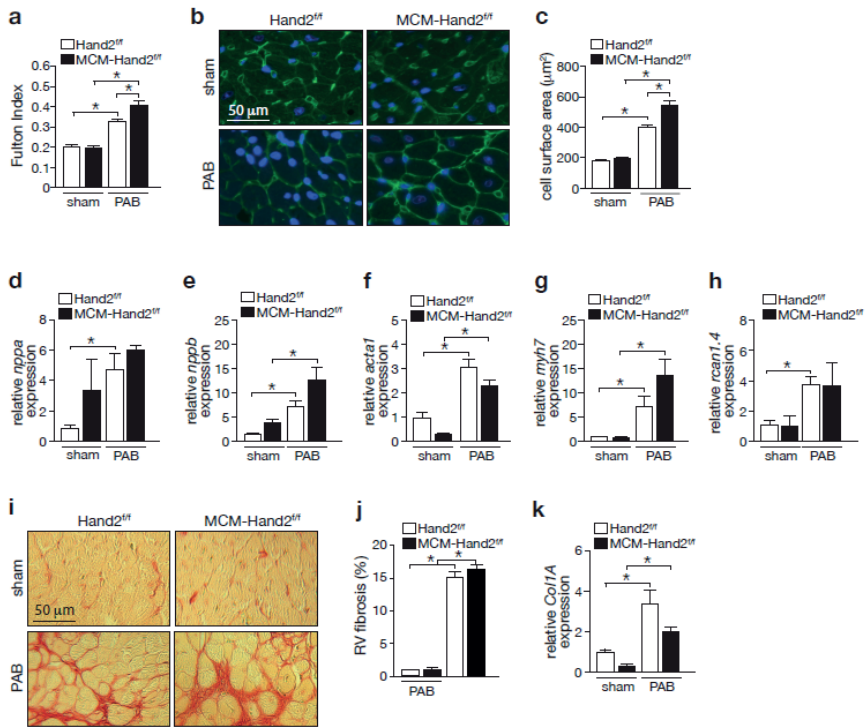 a
Hand2f/f
MCM-Hand2f/f
Fulton Index
0.6
0.5
0.4
0.3
0.2
0.1
0
*
*
*
sham
PAB
b
Hand2f/f
MCM-Hand2f/f
sham
50 μm
PAB
c
Hand2f/f
MCM-Hand2f/f
cell surface area (μm2)
800
600
400
200
0
*
*
*
sham
PAB
d
Hand2f/f
MCM-Hand2f/f
relative nppa
expression
8
6
4
2
0
*
sham
PAB
e
Hand2f/f
MCM-Hand2f/f
relative nppb
expression
25
20
15
10
5
0
*
*
sham
PAB
f
Hand2f/f
MCM-Hand2f/f
relative acta1
expression
5
4
3
2
1
0
*
*
sham
PAB
g
Hand2f/f
MCM-Hand2f/f
relative myh7
expression
25
20
15
10
5
0
*
*
sham
PAB
h
Hand2f/f
MCM-Hand2f/f
relative rcan1.4
expression
10
8
6
4
2
0
*
sham
PAB
i
Hand2f/f
MCM-Hand2f/f
sham
50 μm
PAB
j
Hand2f/f
MCM-Hand2f/f
RV fibrosis (%)
20
15
10
5
0
*
*
PAB
k
Hand2f/f
MCM-Hand2f/f
relative Col1A
expression
6
4
2
0
*
*
sham
PAB